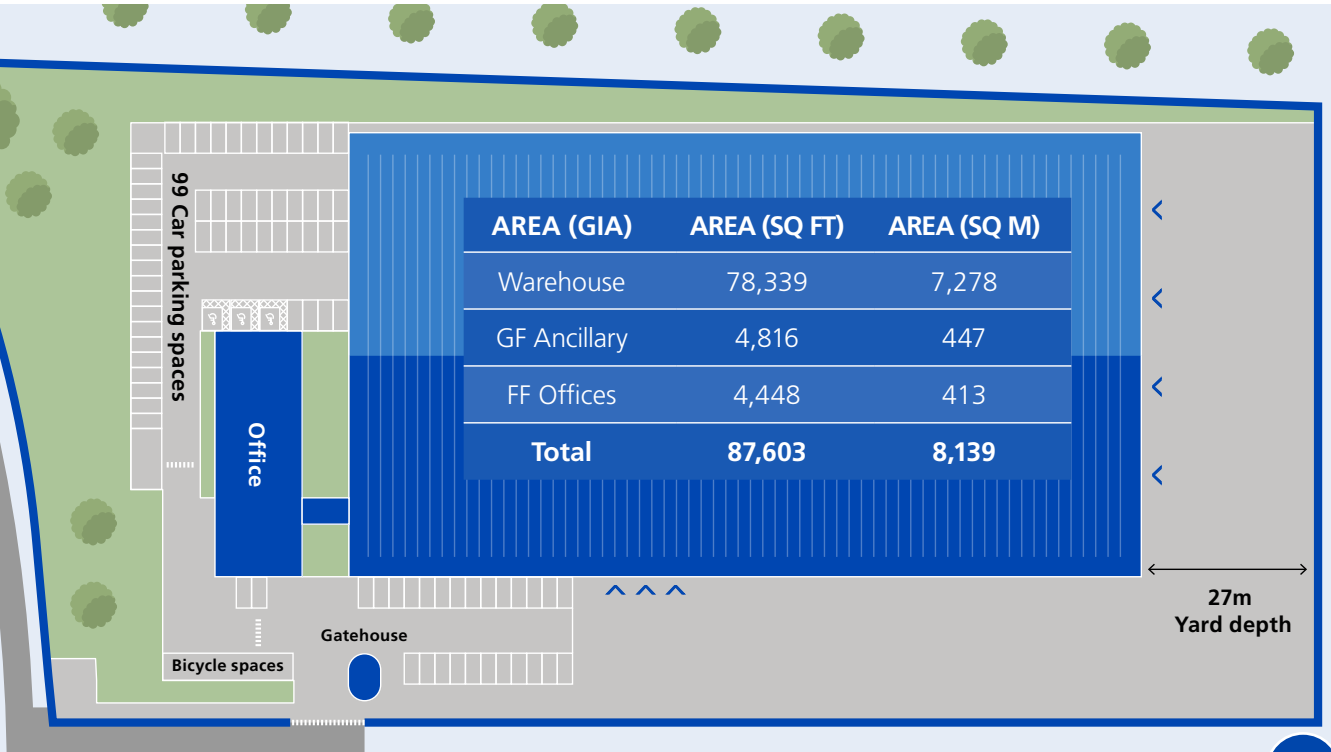 99 Car parking spaces
AREA (GIA) AREA (SQ FT) AREA (SQ M)
Warehouse 78,339 7,278
GF Ancillary 4,816 447
FF Offices 4,448 413
Total 87,603 8,139
Office
27m
Yard depth
Gatehouse
Bicycle spaces